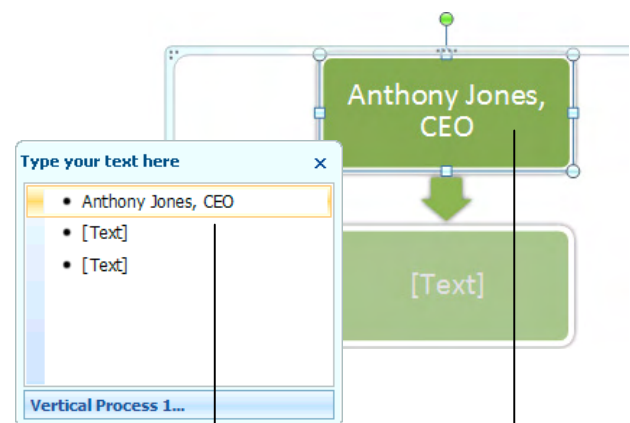 Anthony Jones,
CEO
Type your text here
• Anthony Jones, CEO
• [Text]
• [Text]
[Text]
Vertical Process 1...